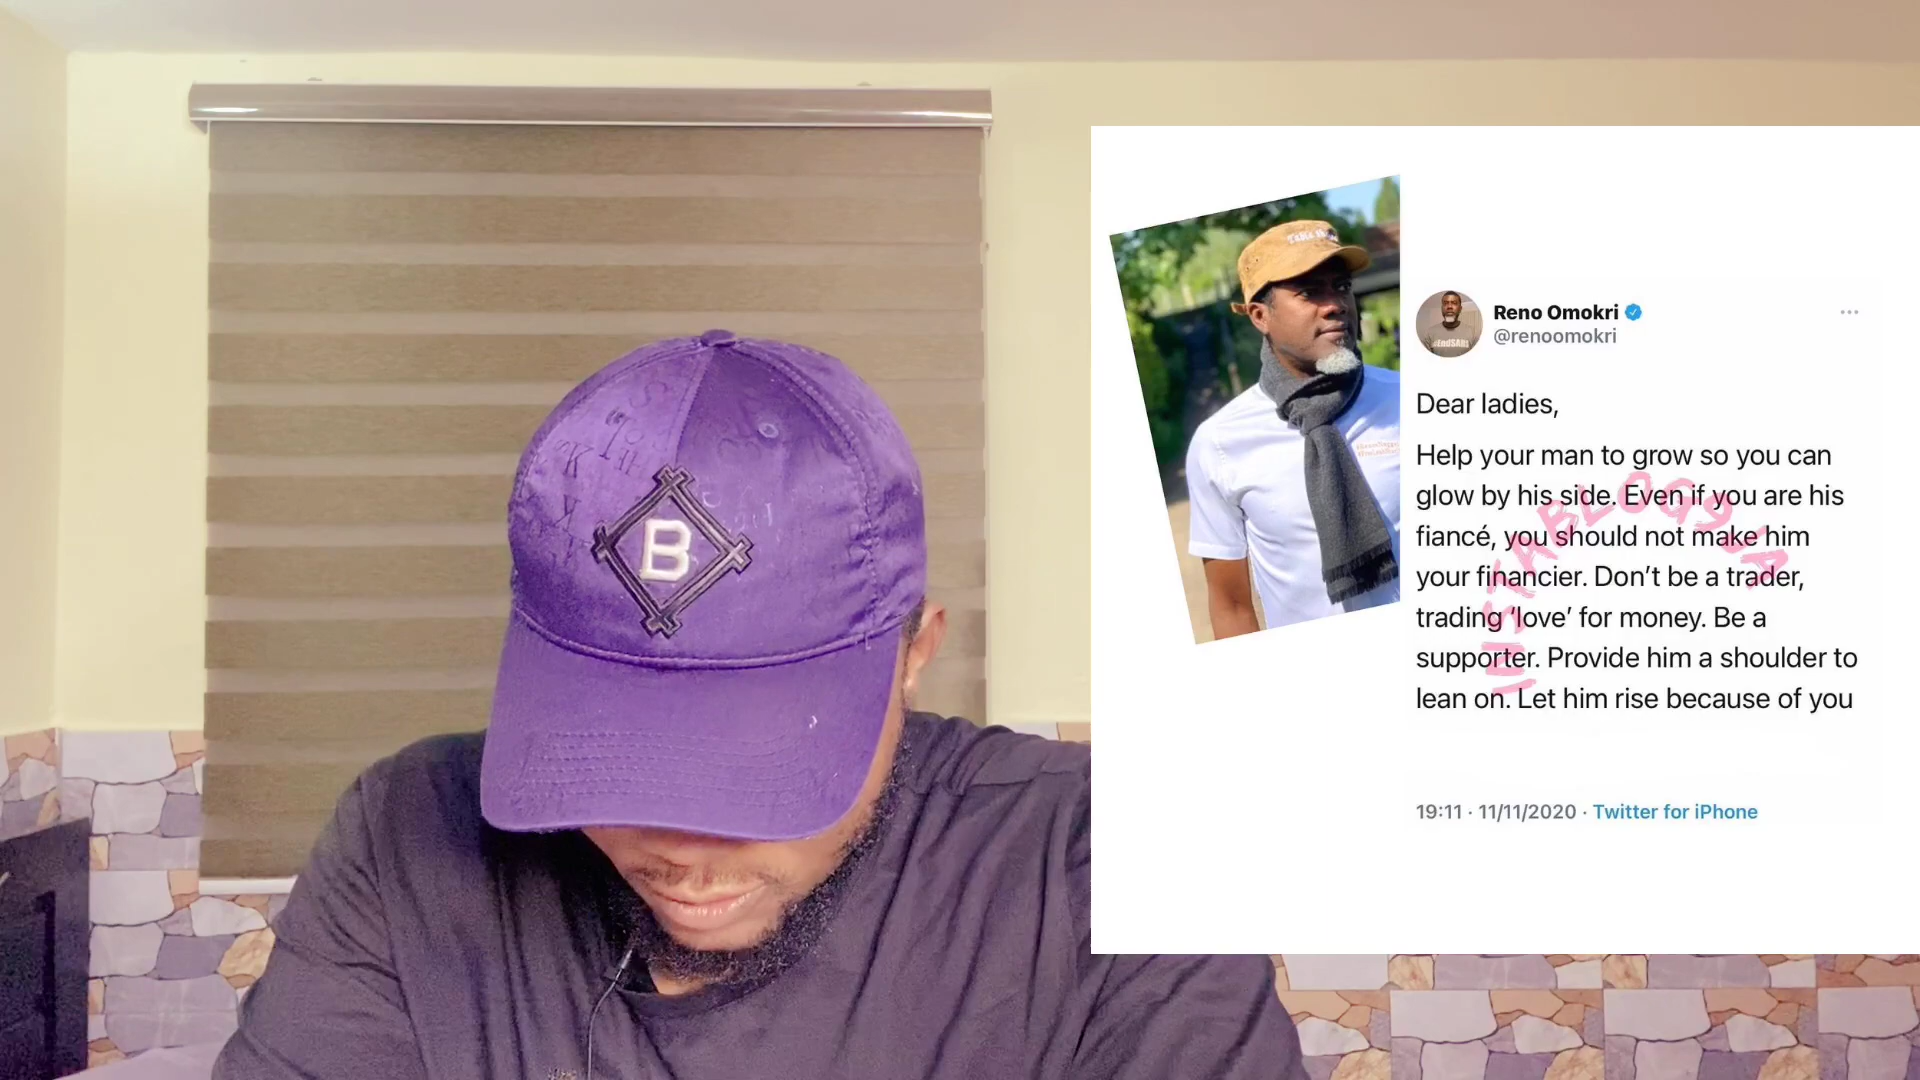 B
Reno Omokri
@renoomokri
Dear ladies,
Help your man to grow so you can
glow by his side. Even if you are his
fiancé, you should not make him
your financier. Don’t be a trader,
trading ‘love’ for money. Be a
supporter. Provide him a shoulder to
lean on. Let him rise because of you
INSTABLOG9JA
19:11 · 11/11/2020 · Twitter for iPhone